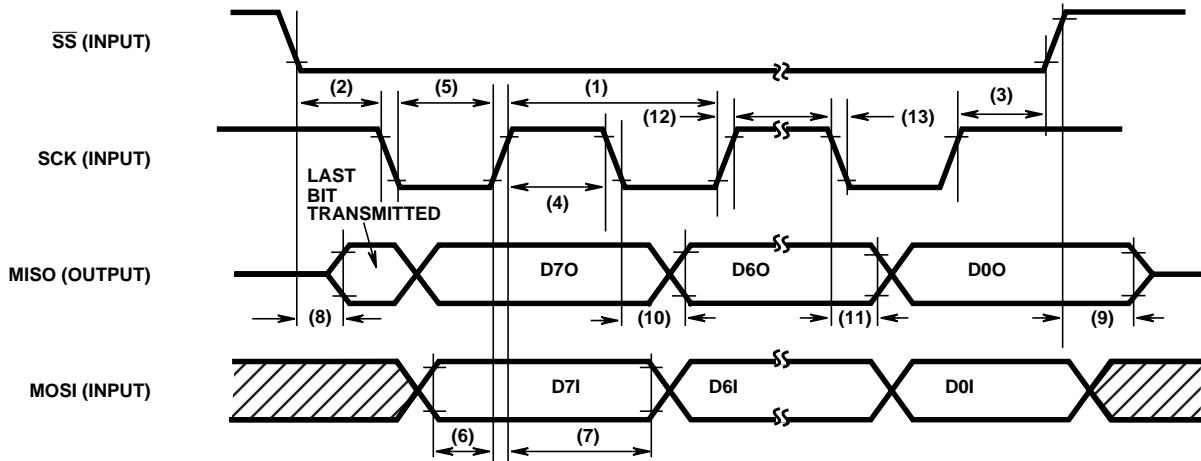 SS (INPUT)
(2) (5) (1) (12) (13) (3)
SCK (INPUT)
(4)
LAST
BIT
TRANSMITTED
MISO (OUTPUT) D7O D6O D0O
(8) (10) (11) (9)
MOSI (INPUT) D7I D6I D0I
(6) (7)